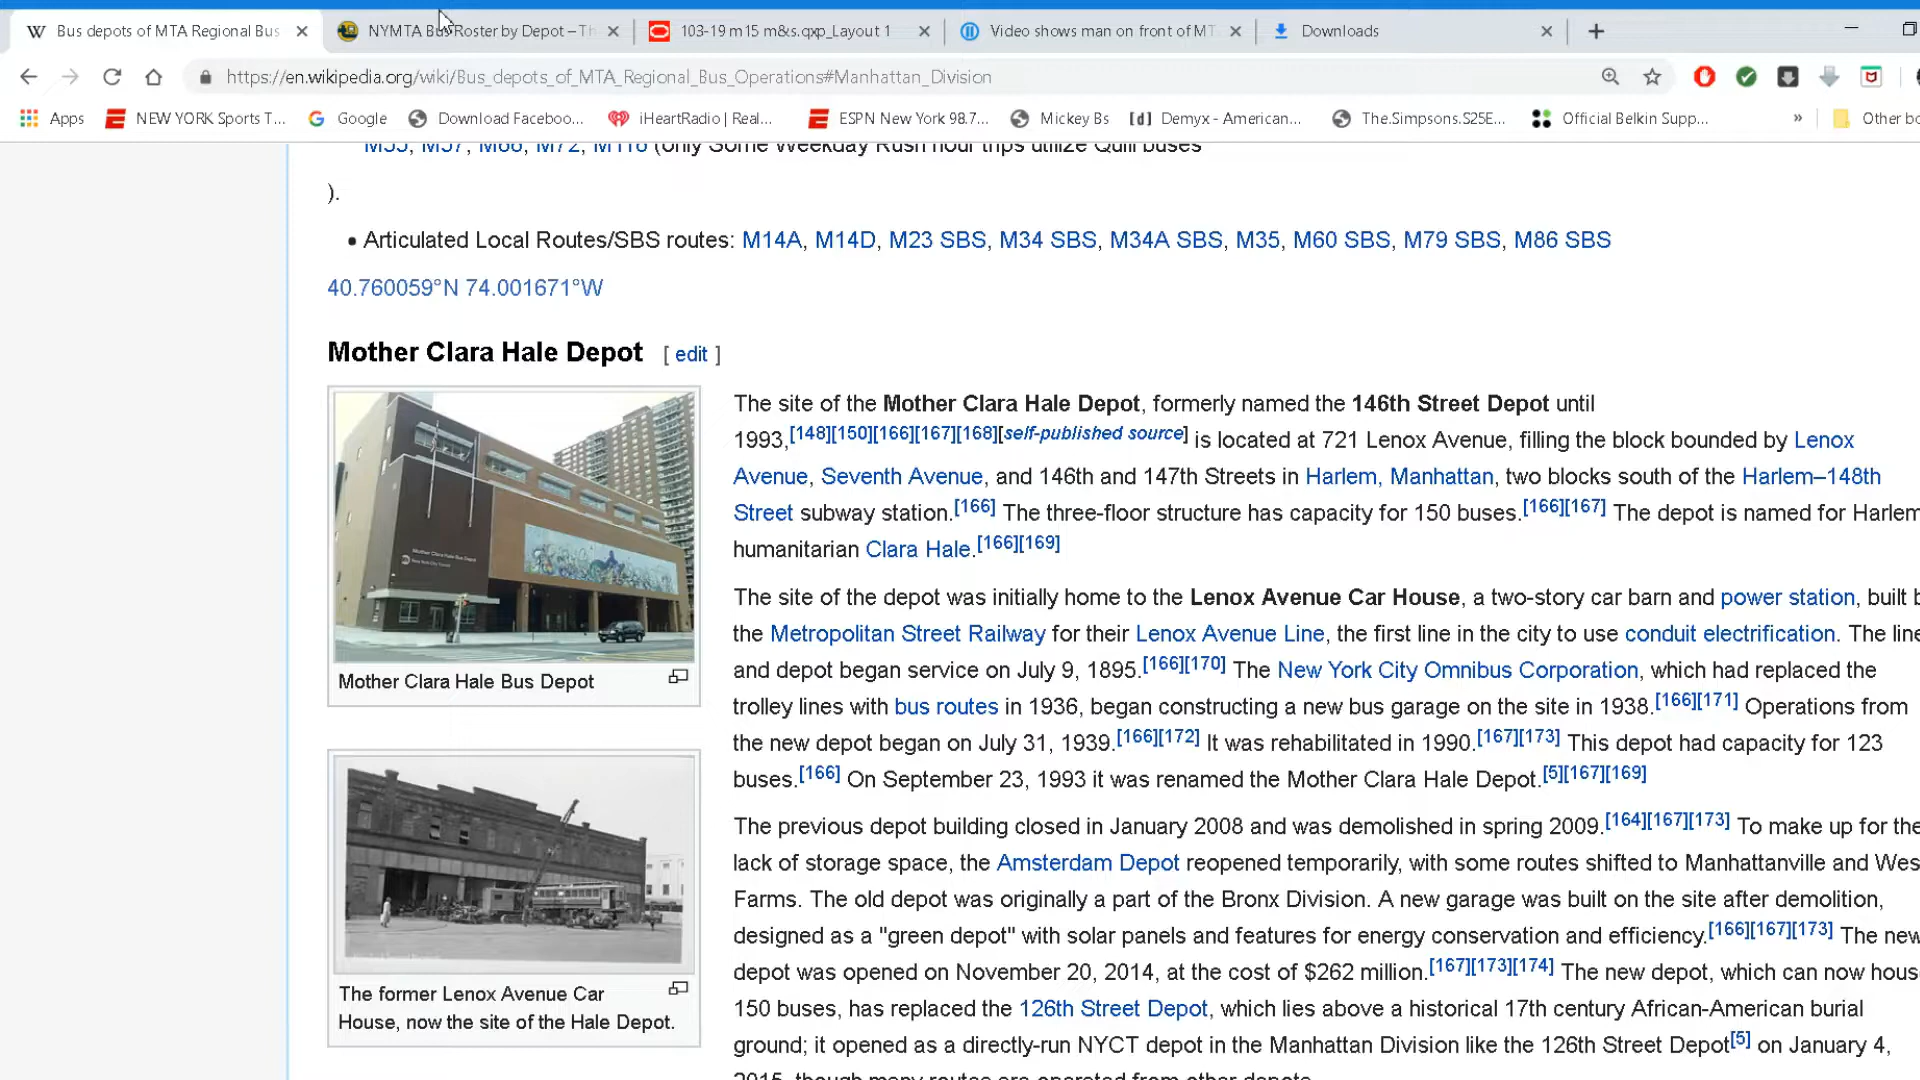 Bus depots of MTA Regional Bus
NYMTA Bus Roster by Depot – Th
103-19 m15 m&s.qxp_Layout 1
Video shows man on front of MT
Downloads
https://en.wikipedia.org/wiki/Bus_depots_of_MTA_Regional_Bus_Operations#Manhattan_Division
Apps NEW YORK Sports T... Google Download Faceboo... iHeartRadio | Real... ESPN New York 98.7... Mickey Bs [d] Demyx - American... The.Simpsons.S25E... Official Belkin Supp... » Other bo
M55, M57, M66, M72, M116 (only Some Weekday Rush hour trips utilize Quill buses
).
• Articulated Local Routes/SBS routes: M14A, M14D, M23 SBS, M34 SBS, M34A SBS, M35, M60 SBS, M79 SBS, M86 SBS
40.760059°N 74.001671°W
Mother Clara Hale Depot [ edit ]
Mother Clara Hale Bus Depot
The former Lenox Avenue Car
House, now the site of the Hale Depot.
The site of the Mother Clara Hale Depot, formerly named the 146th Street Depot until
1993,[148][150][166][167][168][self-published source] is located at 721 Lenox Avenue, filling the block bounded by Lenox
Avenue, Seventh Avenue, and 146th and 147th Streets in Harlem, Manhattan, two blocks south of the Harlem–148th
Street subway station.[166] The three-floor structure has capacity for 150 buses.[166][167] The depot is named for Harlem
humanitarian Clara Hale.[166][169]
The site of the depot was initially home to the Lenox Avenue Car House, a two-story car barn and power station, built b
the Metropolitan Street Railway for their Lenox Avenue Line, the first line in the city to use conduit electrification. The line
and depot began service on July 9, 1895.[166][170] The New York City Omnibus Corporation, which had replaced the
trolley lines with bus routes in 1936, began constructing a new bus garage on the site in 1938.[166][171] Operations from
the new depot began on July 31, 1939.[166][172] It was rehabilitated in 1990.[167][173] This depot had capacity for 123
buses.[166] On September 23, 1993 it was renamed the Mother Clara Hale Depot.[5][167][169]
The previous depot building closed in January 2008 and was demolished in spring 2009.[164][167][173] To make up for the
lack of storage space, the Amsterdam Depot reopened temporarily, with some routes shifted to Manhattanville and Wes
Farms. The old depot was originally a part of the Bronx Division. A new garage was built on the site after demolition,
designed as a "green depot" with solar panels and features for energy conservation and efficiency.[166][167][173] The new
depot was opened on November 20, 2014, at the cost of $262 million.[167][173][174] The new depot, which can now hous
150 buses, has replaced the 126th Street Depot, which lies above a historical 17th century African-American burial
ground; it opened as a directly-run NYCT depot in the Manhattan Division like the 126th Street Depot[5] on January 4,
2015, though many routes are operated from other depots.